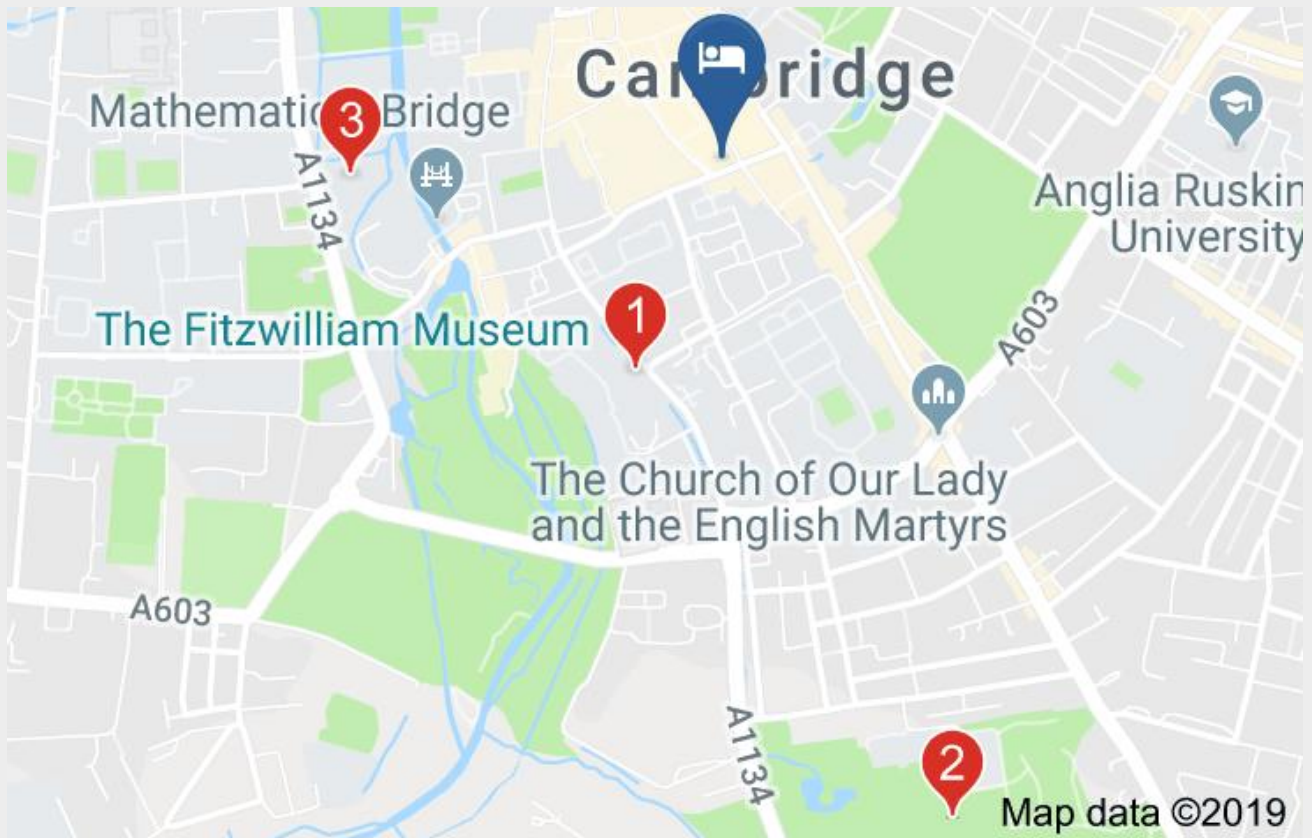 Cambridge
Mathematical Bridge
3
A1134
Anglia Ruskin
University
1
The Fitzwilliam Museum
A603
The Church of Our Lady
and the English Martyrs
A603
A1134
2
Map data ©2019